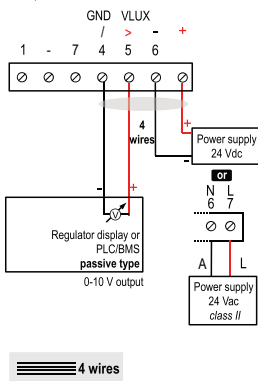 GND VLUX
/ > - +
1 - 7 4 5 6
4
wires
+
-
Power supply
24 Vdc
or
N L
6 7
- +
V
Regulator display or
PLC/BMS
passive type
0-10 V output
A L
Power supply
24 Vac
class II
4 wires